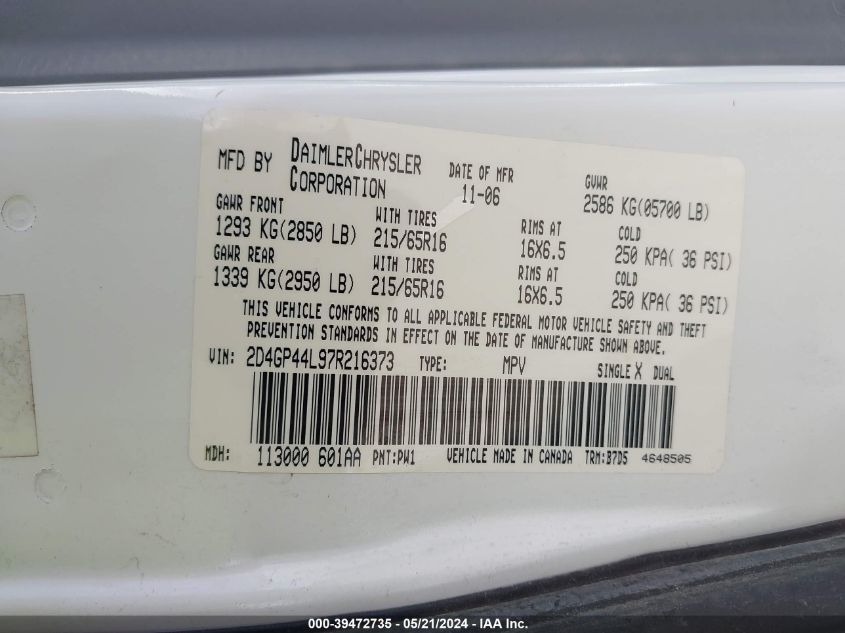 MFD BY DAIMLERCHRYSLER CORPORATION DATE OF MFR 11-06 GVWR 2586 KG(05700 LB)
GAWR FRONT WITH TIRES RIMS AT COLD
1293 KG(2850 LB) 215/65R16 16X6.5 250 KPA( 36 PSI)
GAWR REAR WITH TIRES RIMS AT COLD
1339 KG(2950 LB) 215/65R16 16X6.5 250 KPA( 36 PSI)
THIS VEHICLE CONFORMS TO ALL APPLICABLE FEDERAL MOTOR VEHICLE SAFETY AND THEFT
PREVENTION STANDARDS IN EFFECT ON THE DATE OF MANUFACTURE SHOWN ABOVE.
VIN: 2D4GP44L97R216373 TYPE: MPV SINGLE X DUAL
MDH: 113000 601AA PNT:PW1 VEHICLE MADE IN CANADA TRM:B7D5 4648505
000-39472735 - 05/21/2024 - IAA, Inc.